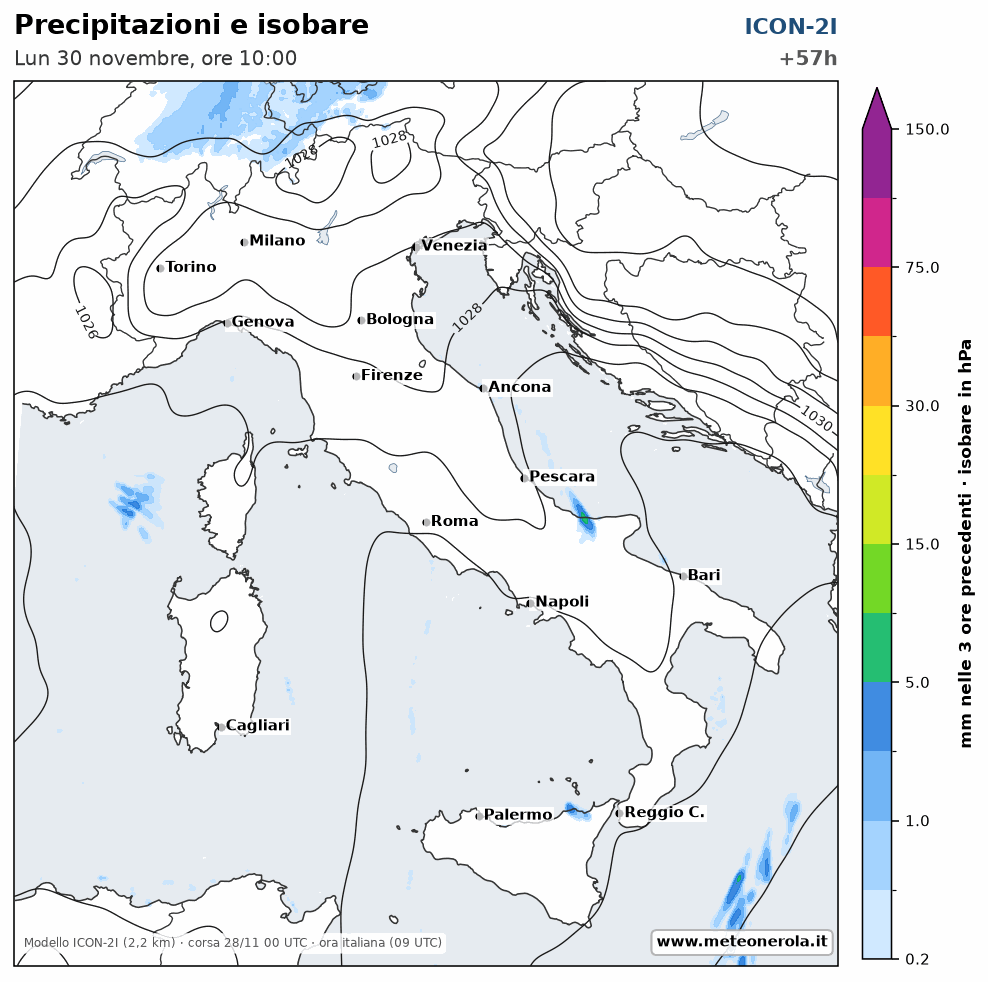 Precipitazioni e isobare
ICON-2I
Lun 30 novembre, ore 10:00
+57h
1028
1028
Milano
Venezia
Torino
1026
Genova
Bologna
1028
Firenze
Ancona
1030
Pescara
Roma
Bari
Napoli
Cagliari
Palermo
Reggio C.
Modello ICON-2I (2,2 km) · corsa 28/11 00 UTC · ora italiana (09 UTC)
www.meteonerola.it
150.0
75.0
30.0
15.0
5.0
1.0
0.2
mm nelle 3 ore precedenti · isobare in hPa